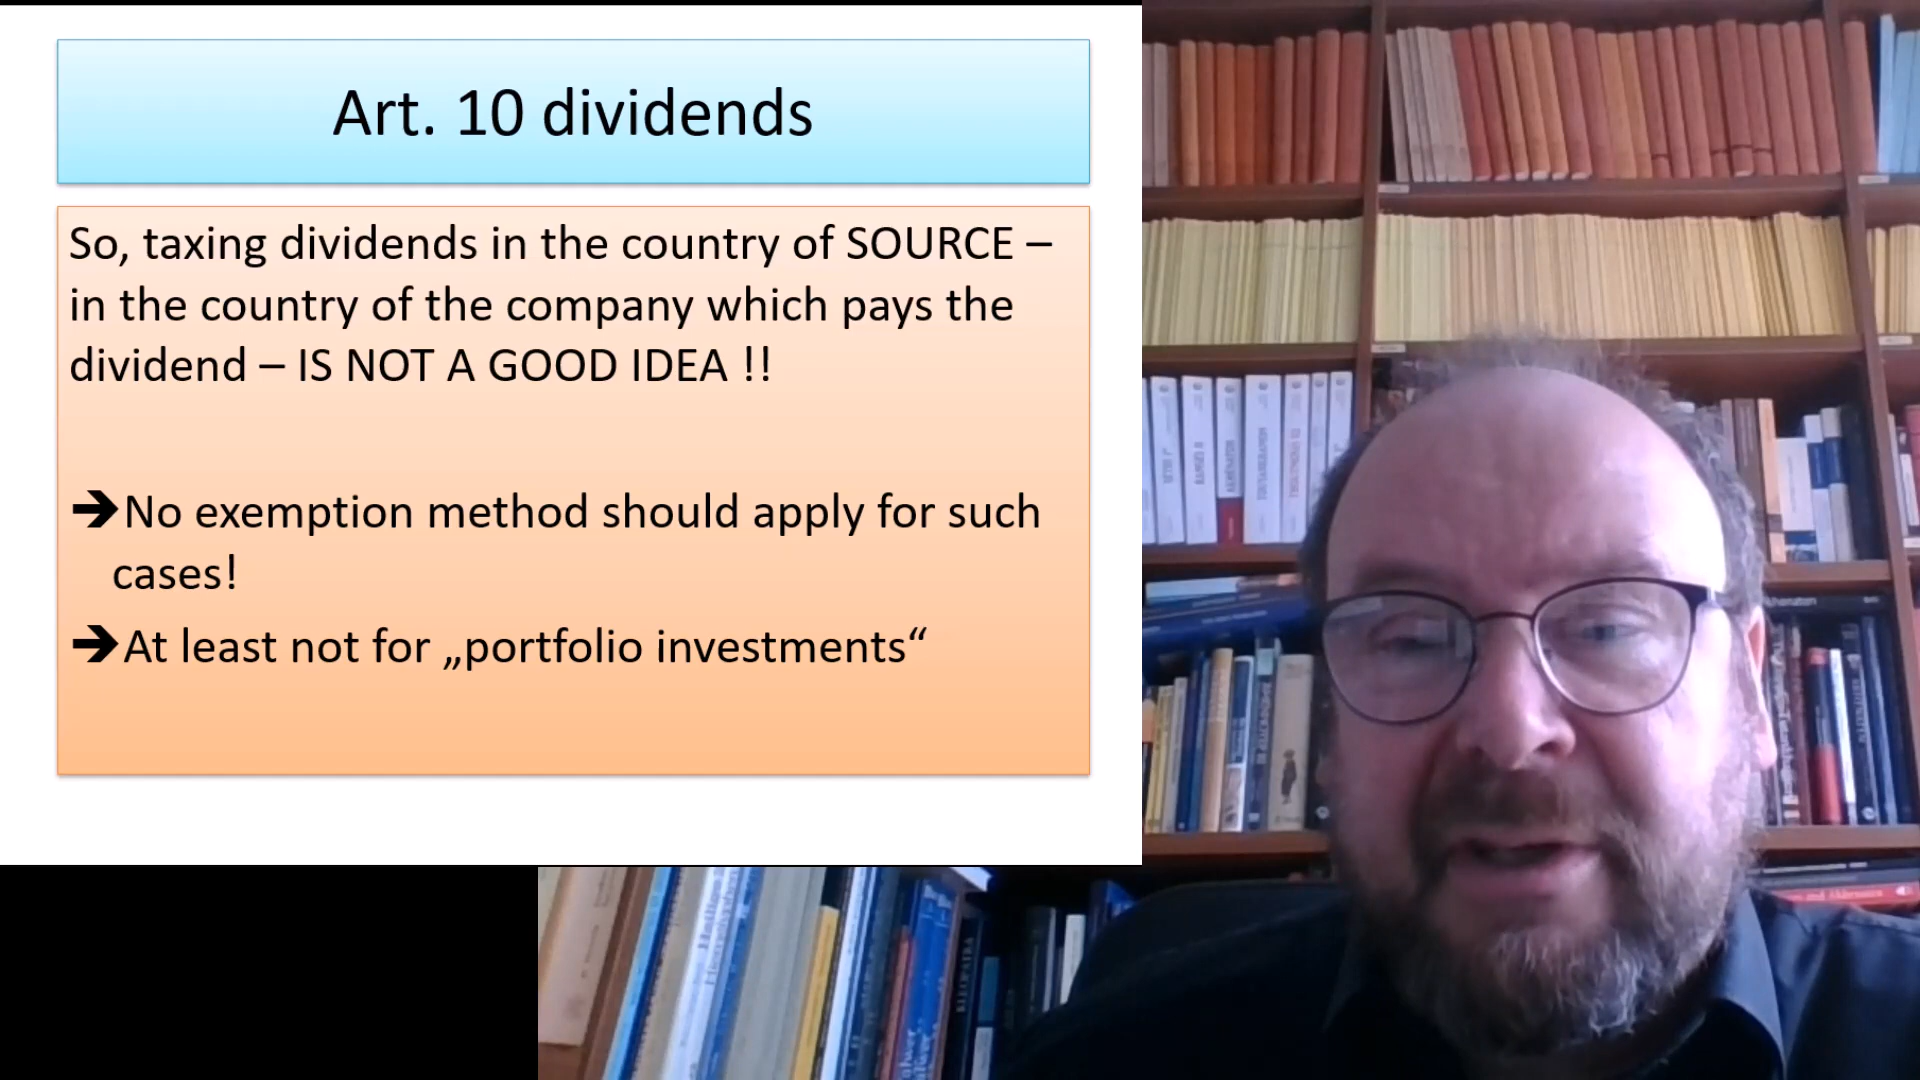 Art. 10 dividends
So, taxing dividends in the country of SOURCE –
in the country of the company which pays the
dividend – IS NOT A GOOD IDEA !!
➔No exemption method should apply for such
cases!
➔At least not for „portfolio investments“